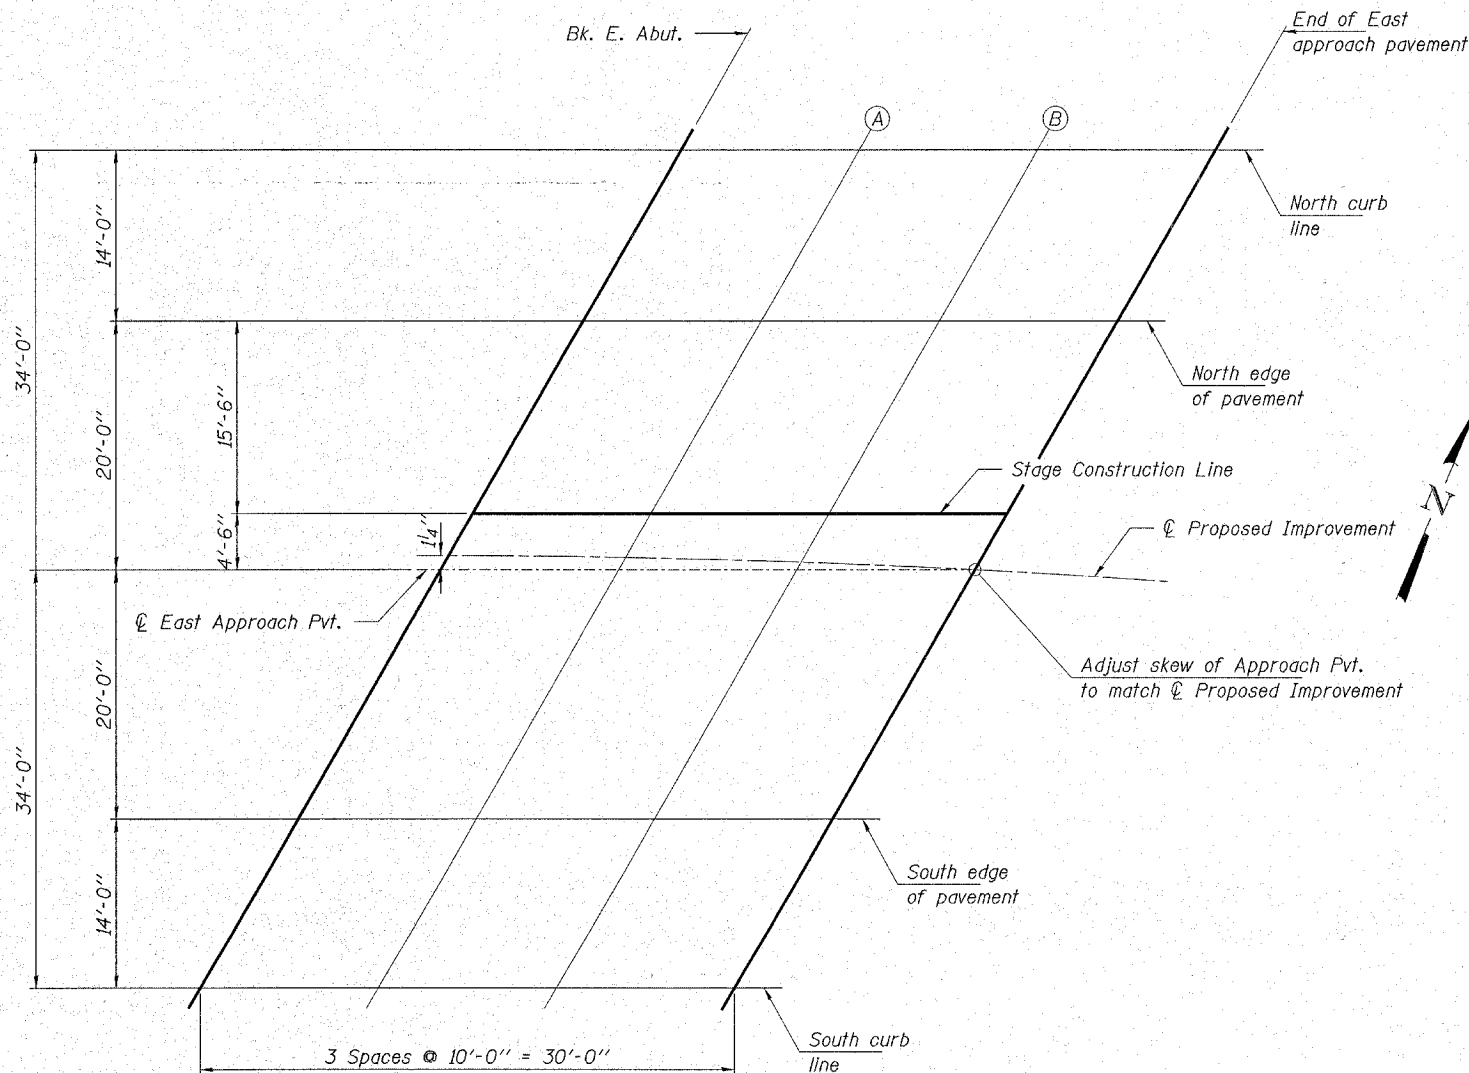 Bk. E. Abut.
End of East
approach pavement
A
B
North curb
line
14'-0"
34'-0"
North edge
of pavement
20'-0"
15'-6"
Stage Construction Line
N
4'-6"
1¼"
℄ Proposed Improvement
℄ East Approach Pvt.
Adjust skew of Approach Pvt.
to match ℄ Proposed Improvement
20'-0"
34'-0"
South edge
of pavement
14'-0"
South curb
line
3 Spaces @ 10'-0" = 30'-0"